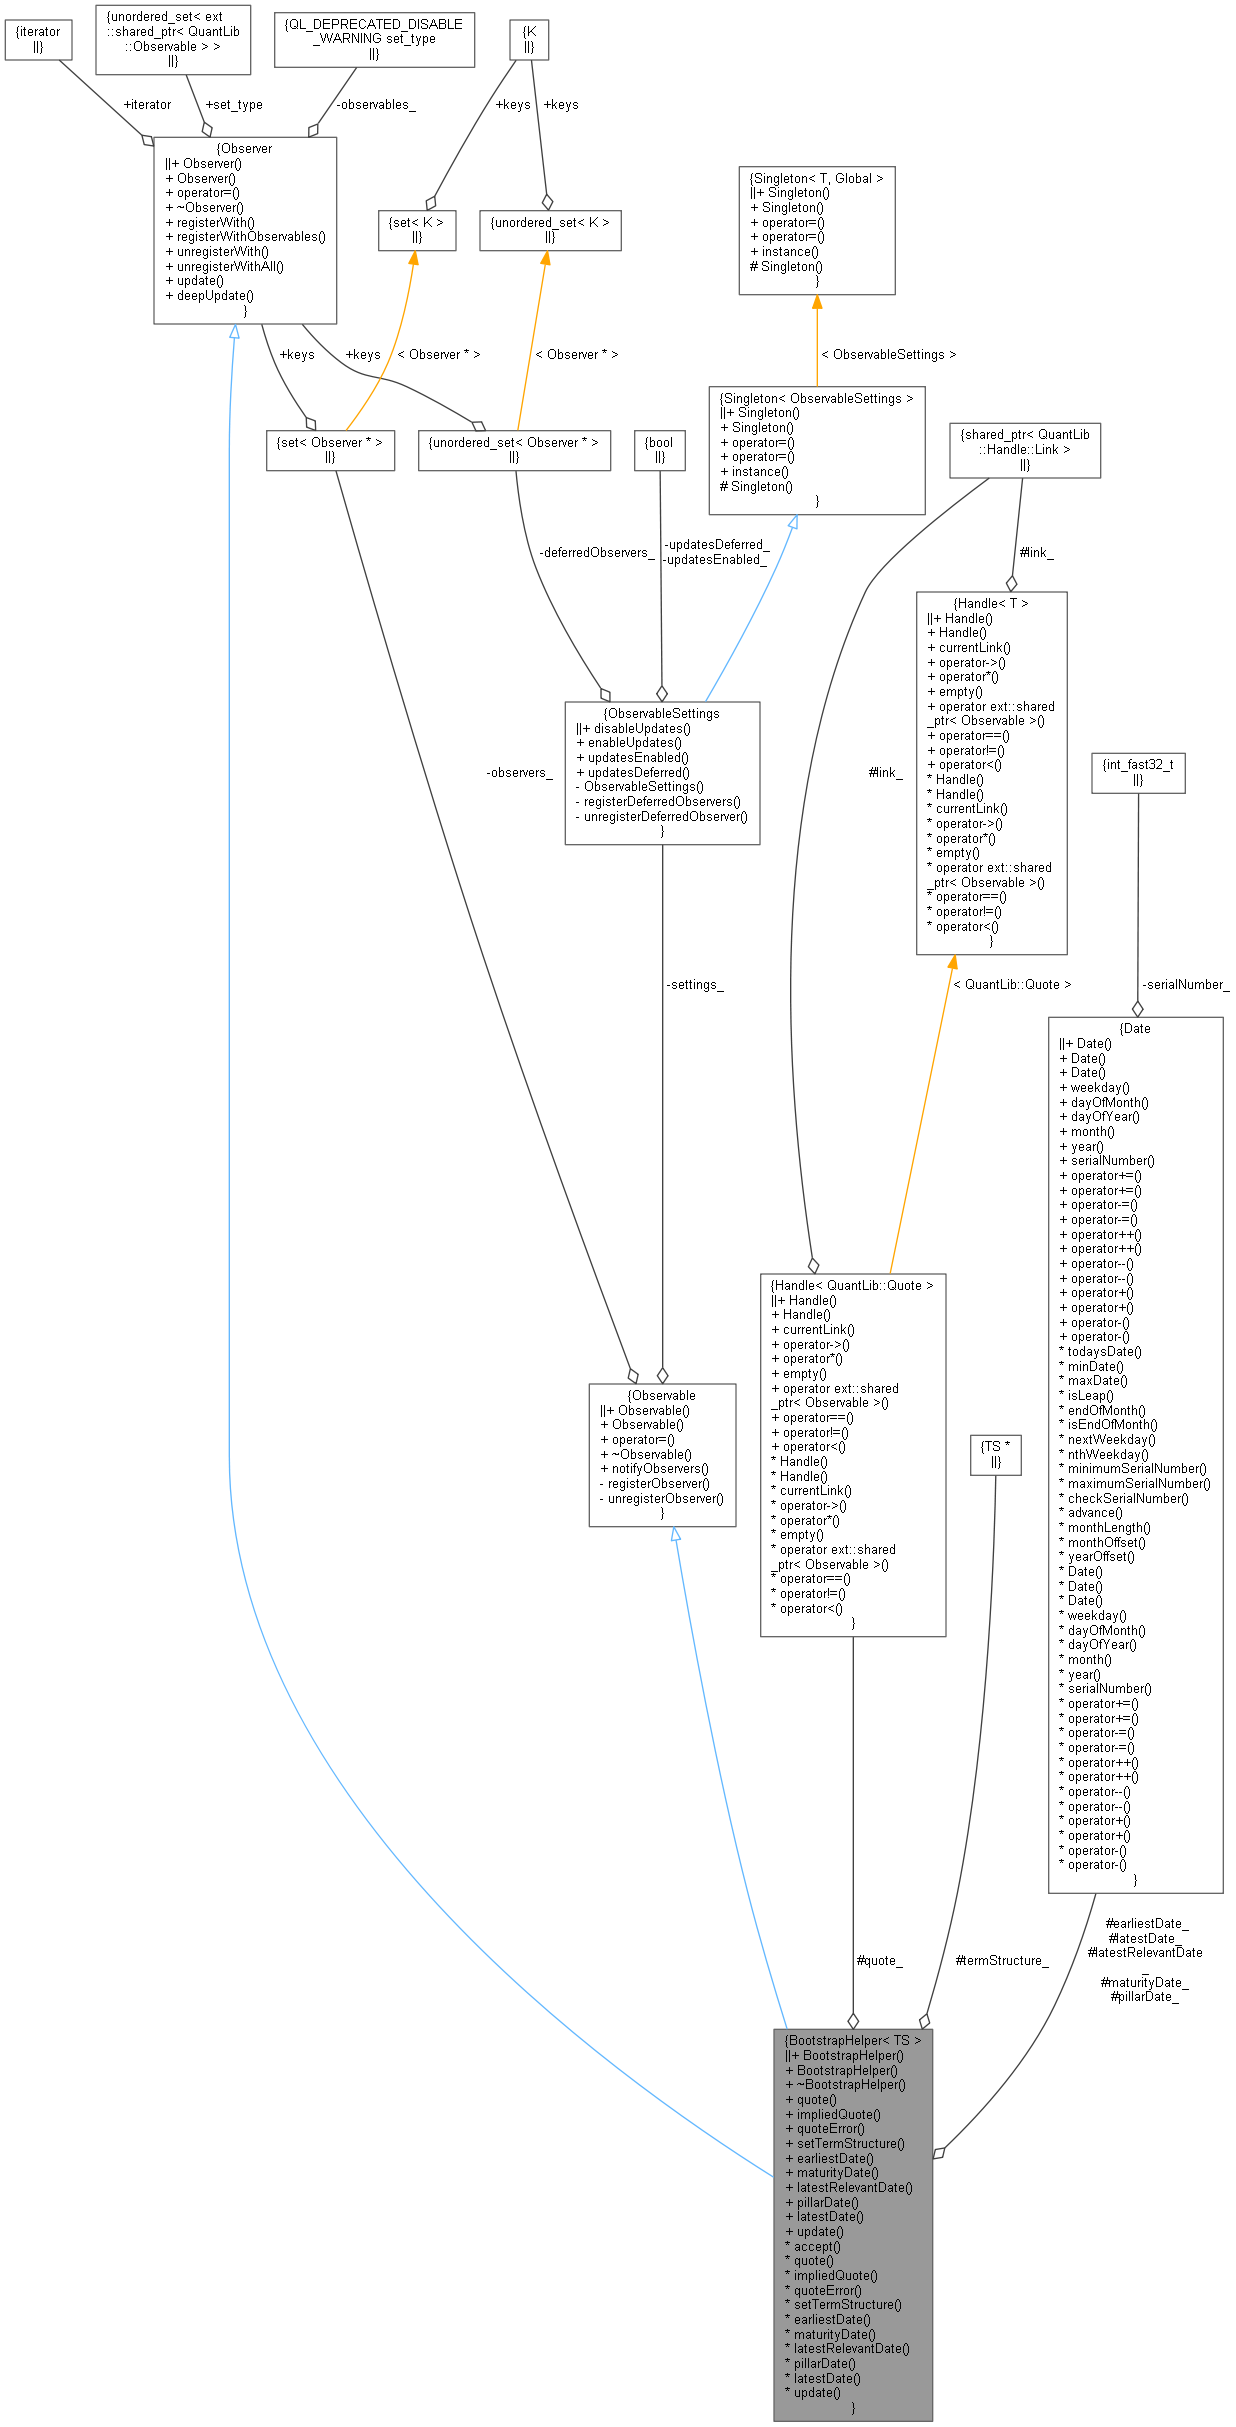 {iterator
||}
{unordered_set< ext
::shared_ptr< QuantLib
::Observable > >
||}
{QL_DEPRECATED_DISABLE
_WARNING set_type
||}
{K
||}
+iterator
+set_type
-observables_
+keys
+keys
{Observer
||+ Observer()
+ Observer()
+ operator=()
+ ~Observer()
+ registerWith()
+ registerWithObservables()
+ unregisterWith()
+ unregisterWithAll()
+ update()
+ deepUpdate()
}
{set< K >
||}
{unordered_set< K >
||}
{Singleton< T, Global >
||+ Singleton()
+ Singleton()
+ operator=()
+ operator=()
+ instance()
# Singleton()
}
+keys
+keys
< Observer * >
< Observer * >
< ObservableSettings >
{set< Observer * >
||}
{unordered_set< Observer * >
||}
{bool
||}
{Singleton< ObservableSettings >
||+ Singleton()
+ Singleton()
+ operator=()
+ operator=()
+ instance()
# Singleton()
}
{shared_ptr< QuantLib
::Handle::Link >
||}
-deferredObservers_
-updatesDeferred_
-updatesEnabled_
#link_
{Handle< T >
||+ Handle()
+ Handle()
+ currentLink()
+ operator->()
+ operator*()
+ empty()
+ operator ext::shared
_ptr< Observable >()
+ operator==()
+ operator!=()
+ operator<()
* Handle()
* Handle()
* currentLink()
* operator->()
* operator*()
* empty()
* operator ext::shared
_ptr< Observable >()
* operator==()
* operator!=()
* operator<()
}
{ObservableSettings
||+ disableUpdates()
+ enableUpdates()
+ updatesEnabled()
+ updatesDeferred()
- ObservableSettings()
- registerDeferredObservers()
- unregisterDeferredObserver()
}
-observers_
#link_
{int_fast32_t
||}
-settings_
< QuantLib::Quote >
-serialNumber_
{Date
||+ Date()
+ Date()
+ Date()
+ weekday()
+ dayOfMonth()
+ dayOfYear()
+ month()
+ year()
+ serialNumber()
+ operator+=()
+ operator+=()
+ operator-=()
+ operator-=()
+ operator++()
+ operator++()
+ operator--()
+ operator--()
+ operator+()
+ operator+()
+ operator-()
+ operator-()
* todaysDate()
* minDate()
* maxDate()
* isLeap()
* endOfMonth()
* isEndOfMonth()
* nextWeekday()
* nthWeekday()
* minimumSerialNumber()
* maximumSerialNumber()
* checkSerialNumber()
* advance()
* monthLength()
* monthOffset()
* yearOffset()
* Date()
* Date()
* Date()
* weekday()
* dayOfMonth()
* dayOfYear()
* month()
* year()
* serialNumber()
* operator+=()
* operator+=()
* operator-=()
* operator-=()
* operator++()
* operator++()
* operator--()
* operator--()
* operator+()
* operator+()
* operator-()
* operator-()
}
{Handle< QuantLib::Quote >
||+ Handle()
+ Handle()
+ currentLink()
+ operator->()
+ operator*()
+ empty()
+ operator ext::shared
_ptr< Observable >()
+ operator==()
+ operator!=()
+ operator<()
* Handle()
* Handle()
* currentLink()
* operator->()
* operator*()
* empty()
* operator ext::shared
_ptr< Observable >()
* operator==()
* operator!=()
* operator<()
}
{Observable
||+ Observable()
+ Observable()
+ operator=()
+ ~Observable()
+ notifyObservers()
- registerObserver()
- unregisterObserver()
}
{TS *
||}
#quote_
#termStructure_
#earliestDate_
#latestDate_
#latestRelevantDate
_
#maturityDate_
#pillarDate_
{BootstrapHelper< TS >
||+ BootstrapHelper()
+ BootstrapHelper()
+ ~BootstrapHelper()
+ quote()
+ impliedQuote()
+ quoteError()
+ setTermStructure()
+ earliestDate()
+ maturityDate()
+ latestRelevantDate()
+ pillarDate()
+ latestDate()
+ update()
* accept()
* quote()
* impliedQuote()
* quoteError()
* setTermStructure()
* earliestDate()
* maturityDate()
* latestRelevantDate()
* pillarDate()
* latestDate()
* update()
}